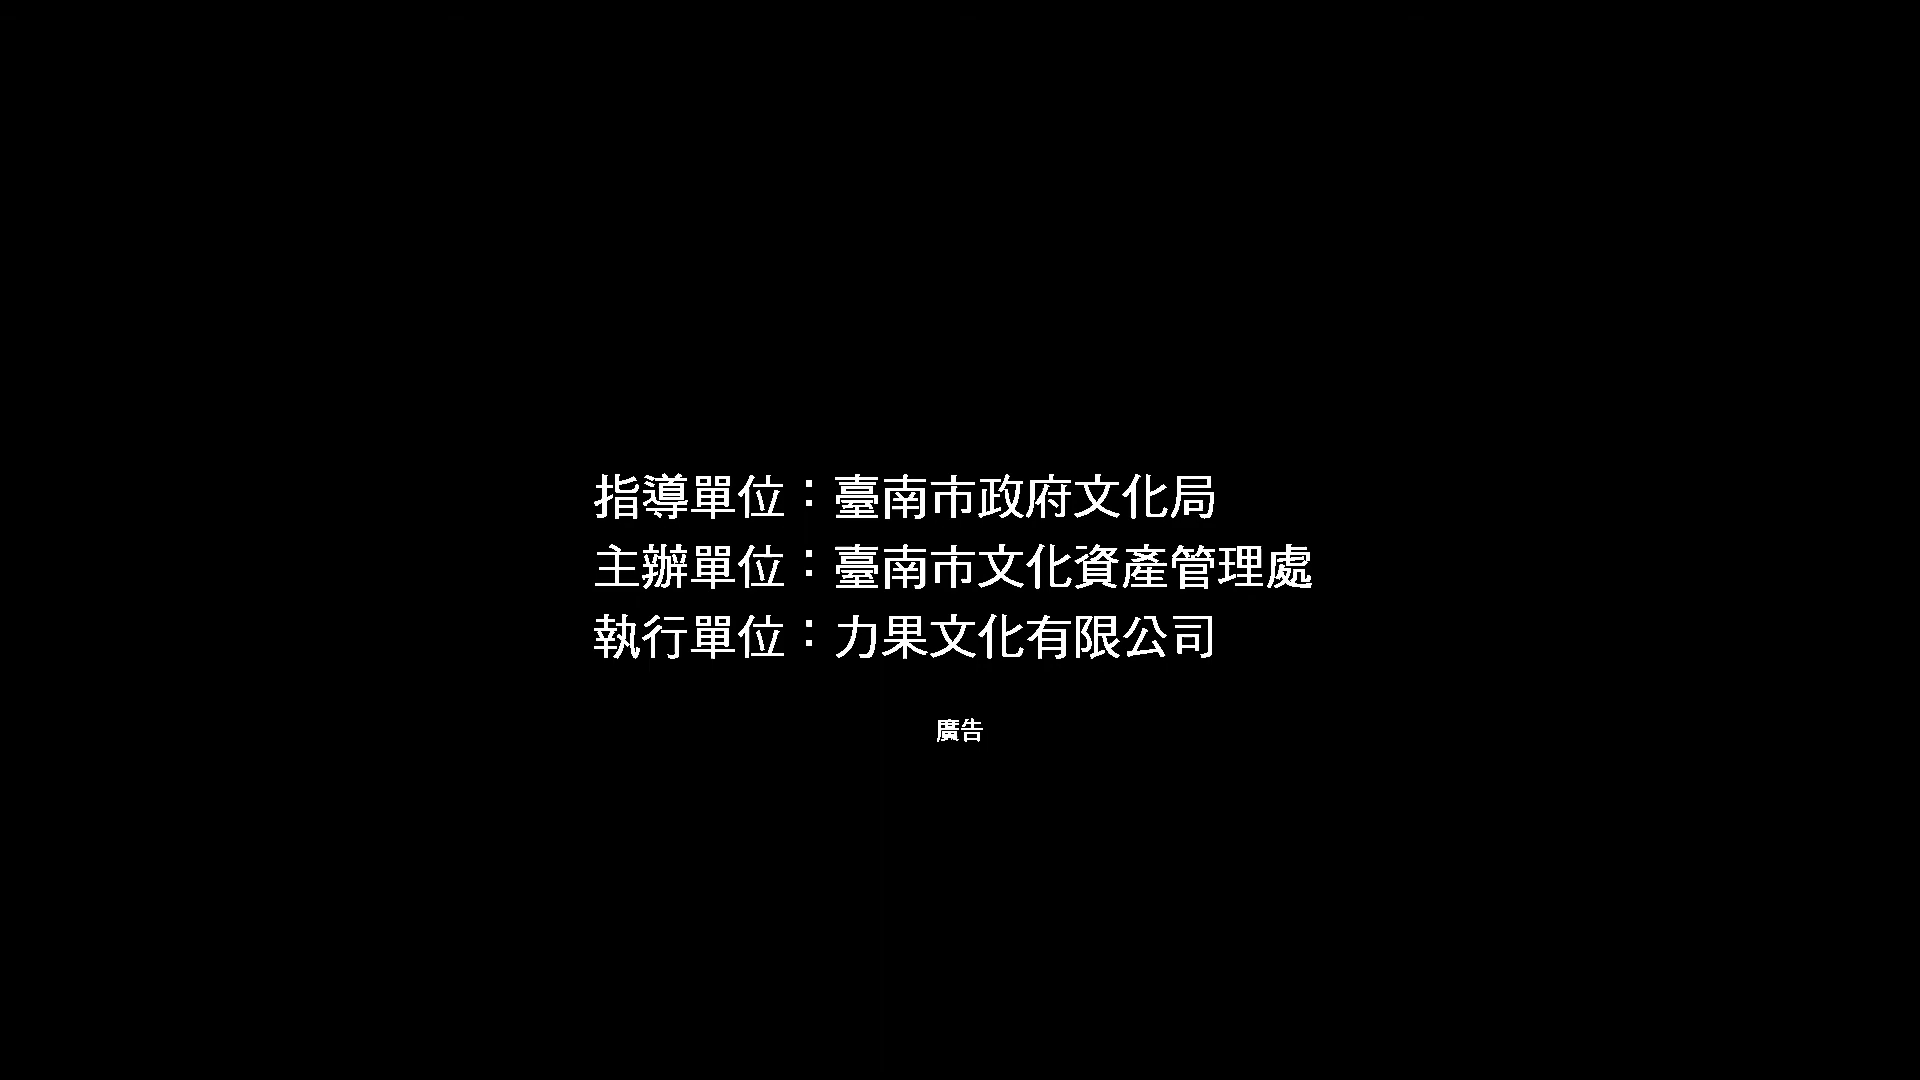 指導單位：臺南市政府文化局
主辦單位：臺南市文化資產管理處
執行單位：力果文化有限公司
廣告